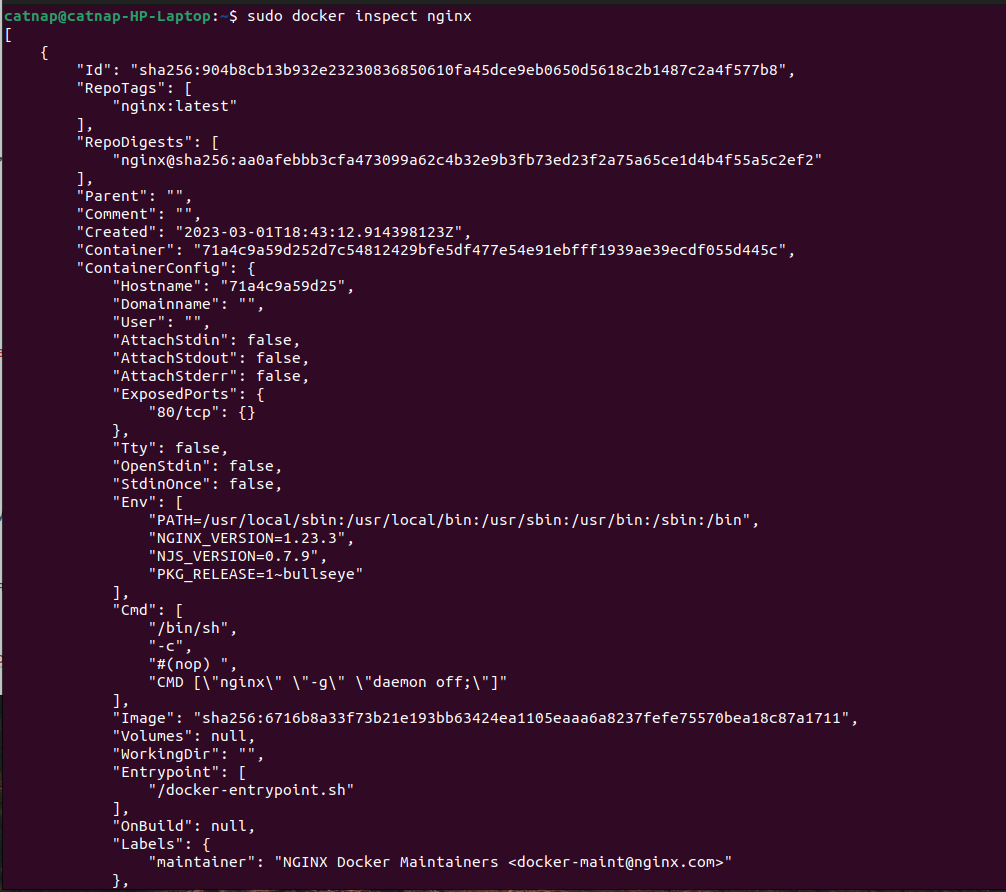 catnap@catnap-HP-Laptop:~$ sudo docker inspect nginx
[
    {
        "Id": "sha256:904b8cb13b932e23230836850610fa45dce9eb0650d5618c2b1487c2a4f577b8",
        "RepoTags": [
            "nginx:latest"
        ],
        "RepoDigests": [
            "nginx@sha256:aa0afebbb3cfa473099a62c4b32e9b3fb73ed23f2a75a65ce1d4b4f55a5c2ef2"
        ],
        "Parent": "",
        "Comment": "",
        "Created": "2023-03-01T18:43:12.914398123Z",
        "Container": "71a4c9a59d252d7c54812429bfe5df477e54e91ebfff1939ae39ecdf055d445c",
        "ContainerConfig": {
            "Hostname": "71a4c9a59d25",
            "Domainname": "",
            "User": "",
            "AttachStdin": false,
            "AttachStdout": false,
            "AttachStderr": false,
            "ExposedPorts": {
                "80/tcp": {}
            },
            "Tty": false,
            "OpenStdin": false,
            "StdinOnce": false,
            "Env": [
                "PATH=/usr/local/sbin:/usr/local/bin:/usr/sbin:/usr/bin:/sbin:/bin",
                "NGINX_VERSION=1.23.3",
                "NJS_VERSION=0.7.9",
                "PKG_RELEASE=1~bullseye"
            ],
            "Cmd": [
                "/bin/sh",
                "-c",
                "#(nop) ",
                "CMD [\"nginx\" \"-g\" \"daemon off;\"]"
            ],
            "Image": "sha256:6716b8a33f73b21e193bb63424ea1105eaaa6a8237fefe75570bea18c87a1711",
            "Volumes": null,
            "WorkingDir": "",
            "Entrypoint": [
                "/docker-entrypoint.sh"
            ],
            "OnBuild": null,
            "Labels": {
                "maintainer": "NGINX Docker Maintainers <docker-maint@nginx.com>"
            },